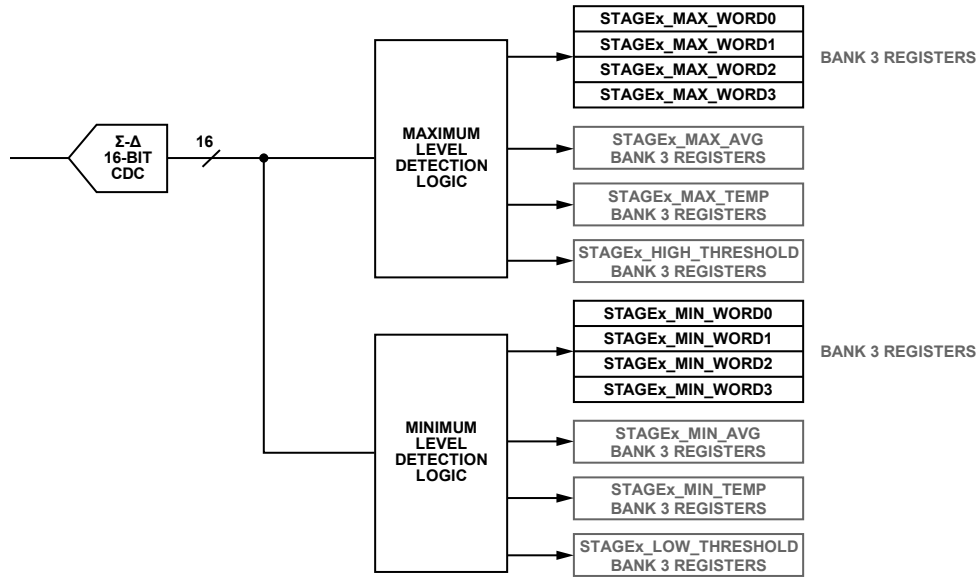 STAGEx_MAX_WORD0
STAGEx_MAX_WORD1
STAGEx_MAX_WORD2
STAGEx_MAX_WORD3
BANK 3 REGISTERS
Σ-Δ
16-BIT
CDC
16
MAXIMUM
LEVEL
DETECTION
LOGIC
STAGEx_MAX_AVG
BANK 3 REGISTERS
STAGEx_MAX_TEMP
BANK 3 REGISTERS
STAGEx_HIGH_THRESHOLD
BANK 3 REGISTERS
STAGEx_MIN_WORD0
STAGEx_MIN_WORD1
STAGEx_MIN_WORD2
STAGEx_MIN_WORD3
BANK 3 REGISTERS
MINIMUM
LEVEL
DETECTION
LOGIC
STAGEx_MIN_AVG
BANK 3 REGISTERS
STAGEx_MIN_TEMP
BANK 3 REGISTERS
STAGEx_LOW_THRESHOLD
BANK 3 REGISTERS